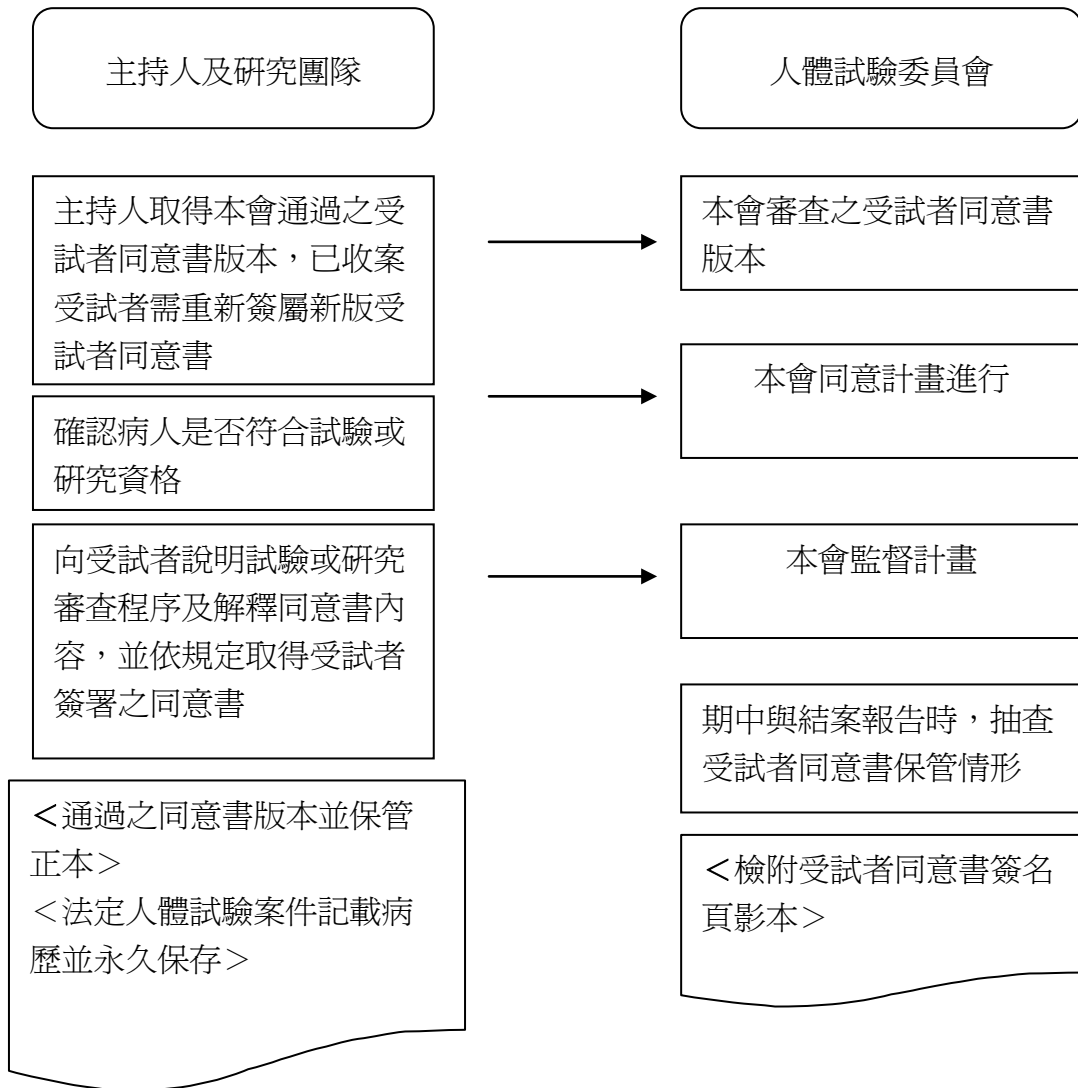 主持人及研究團隊
人體試驗委員會
主持人取得本會通過之受
試者同意書版本，已收案
受試者需重新簽屬新版受
試者同意書
本會審查之受試者同意書
版本
本會同意計畫進行
確認病人是否符合試驗或
研究資格
向受試者說明試驗或研究
審查程序及解釋同意書內
容，並依規定取得受試者
簽署之同意書
本會監督計畫
期中與結案報告時，抽查
受試者同意書保管情形
＜通過之同意書版本並保管
正本＞
＜法定人體試驗案件記載病
歷並永久保存＞
＜檢附受試者同意書簽名
頁影本＞